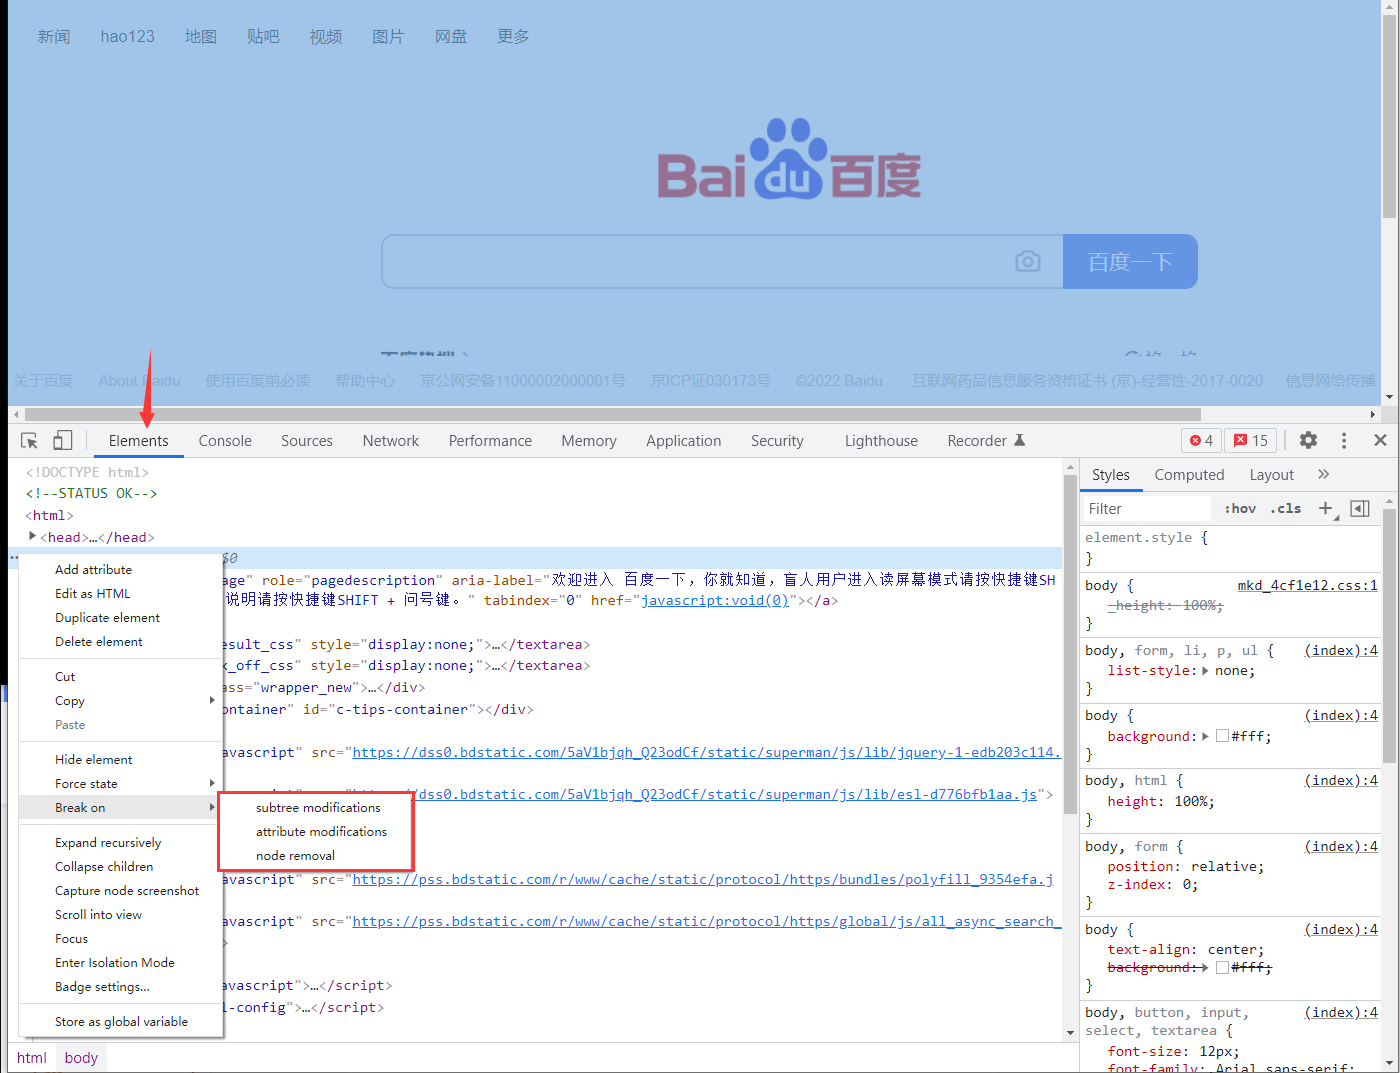 新闻 hao123 地图 贴吧 视频 图片 网盘 更多
Bai du 百度
百度一下
关于百度 About Baidu 使用百度前必读 帮助中心 京公网安备11000002000001号 京ICP证030173号 ©2022 Baidu 互联网药品信息服务资格证书 (京)-经营性-2017-0020 信息网络传播
Elements Console Sources Network Performance Memory Application Security Lighthouse Recorder 4 15
<!DOCTYPE html>
<!--STATUS OK-->
<html>
<head>…</head>
$0
age" role="pagedescription" aria-label="欢迎进入 百度一下，你就知道，盲人用户进入读屏幕模式请按快捷键SH
说明请按快捷键SHIFT + 问号键。" tabindex="0" href="javascript:void(0)"></a>
esult_css" style="display:none;">…</textarea>
x_off_css" style="display:none;">…</textarea>
ass="wrapper_new">…</div>
ontainer" id="c-tips-container"></div>
avascript" src="https://dss0.bdstatic.com/5aV1bjqh_Q23odCf/static/superman/js/lib/jquery-1-edb203c114.
https://dss0.bdstatic.com/5aV1bjqh_Q23odCf/static/superman/js/lib/esl-d776bfb1aa.js">
avascript" src="https://pss.bdstatic.com/r/www/cache/static/protocol/https/bundles/polyfill_9354efa.j
avascript" src="https://pss.bdstatic.com/r/www/cache/static/protocol/https/global/js/all_async_search_
>
avascript">…</script>
l-config">…</script>
Add attribute
Edit as HTML
Duplicate element
Delete element
Cut
Copy
Paste
Hide element
Force state
Break on
Expand recursively
Collapse children
Capture node screenshot
Scroll into view
Focus
Enter Isolation Mode
Badge settings...
Store as global variable
subtree modifications
attribute modifications
node removal
html body
Styles Computed Layout
Filter :hov .cls
element.style {
}
body { mkd_4cf1e12.css:1
_height: 100%;
}
body, form, li, p, ul { (index):4
list-style: none;
}
body { (index):4
background: #fff;
}
body, html { (index):4
height: 100%;
}
body, form { (index):4
position: relative;
z-index: 0;
}
body { (index):4
text-align: center;
background: #fff;
}
body, button, input, (index):4
select, textarea {
font-size: 12px;
font-family: Arial,sans-serif;